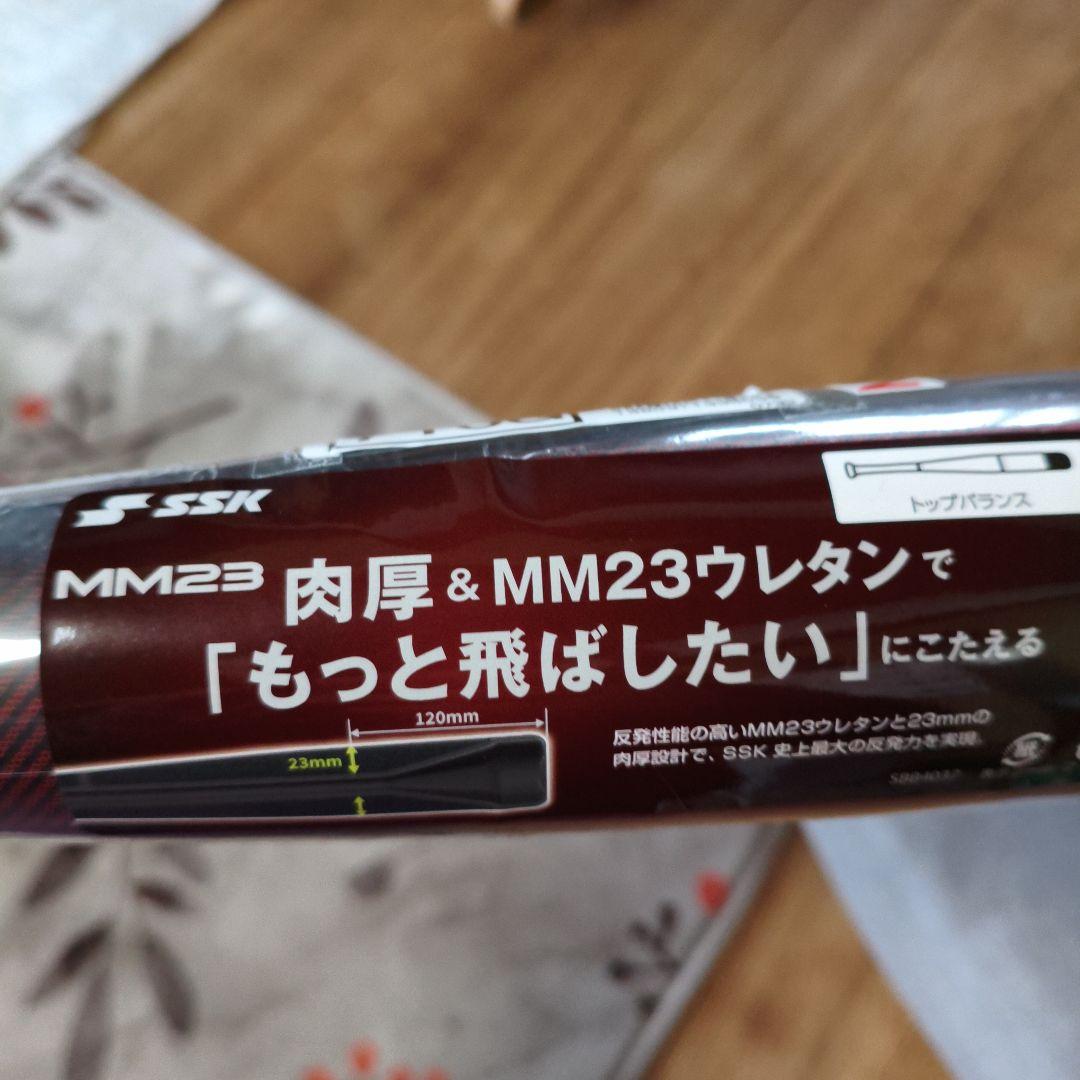 SSK
トップバランス
MM23 肉厚&MM23ウレタンで
「もっと飛ばしたい」にこたえる
120mm
23mm
反発性能の高いMM23ウレタンと23mmの
肉厚設計で、SSK 史上最大の反発力を実現。
紙